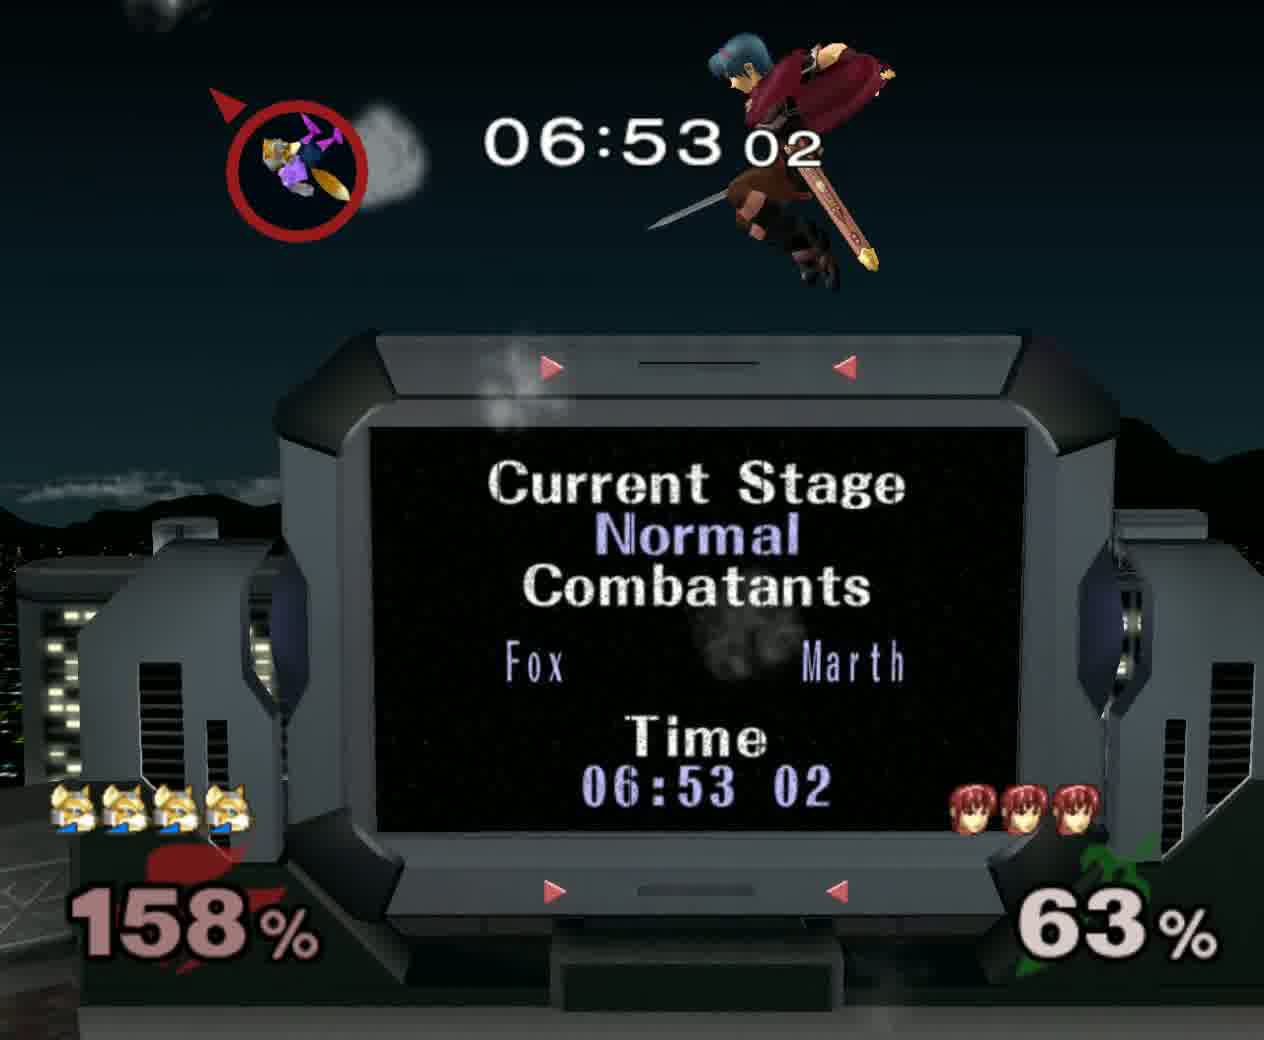 06:53 02
Current Stage
Normal
Combatants
Fox Marth
Time
06:53 02
158% 63%